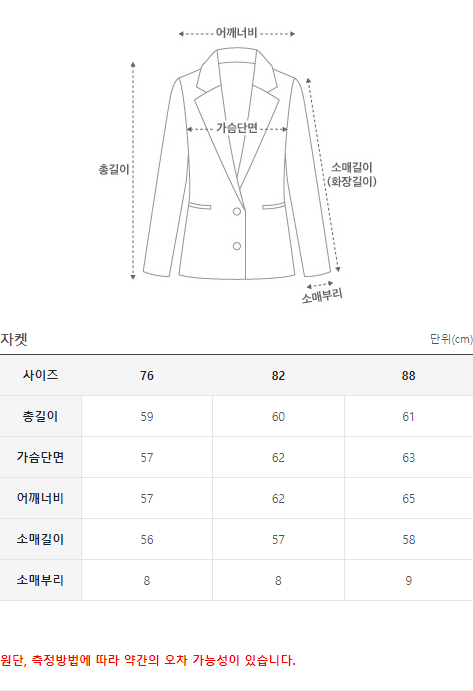 어깨너비
가슴단면
총길이
소매길이
(화장길이)
소매부리
자켓 단위(cm)
사이즈 76 82 88
총길이 59 60 61
가슴단면 57 62 63
어깨너비 57 62 65
소매길이 56 57 58
소매부리 8 8 9
원단, 측정방법에 따라 약간의 오차 가능성이 있습니다.